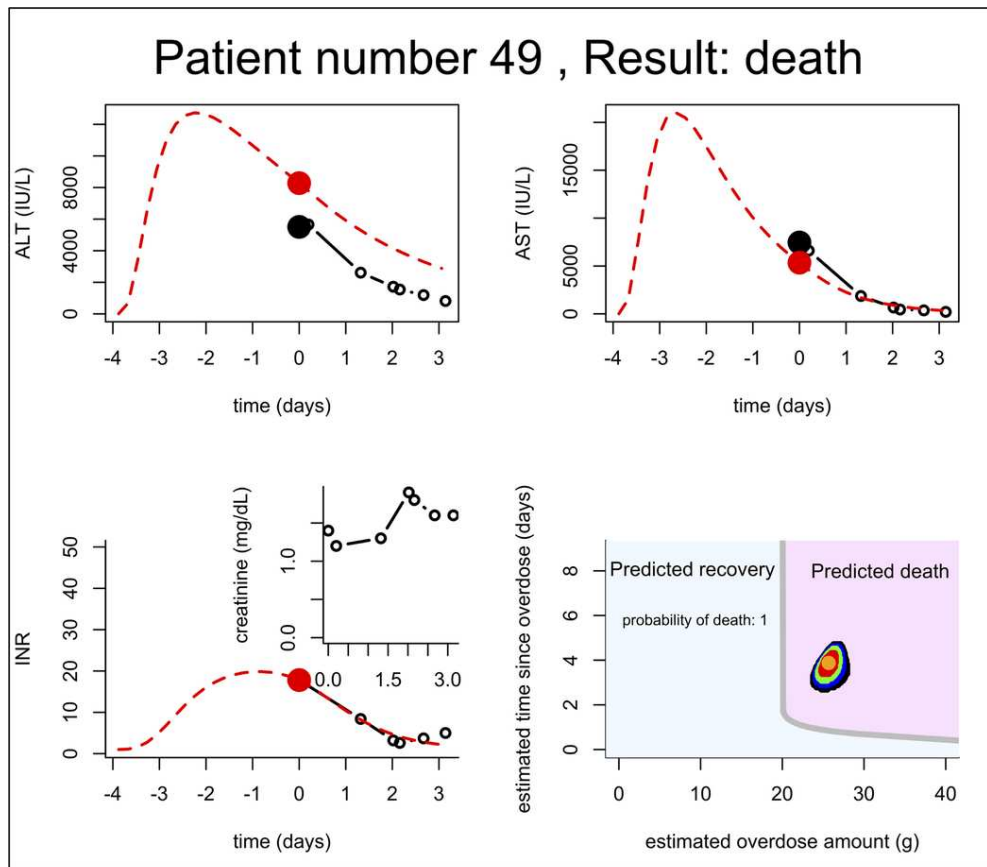 Patient number 49 , Result: death
ALT (IU/L)
0
4000
8000
-4 -3 -2 -1 0 1 2 3
time (days)
AST (IU/L)
0
5000
15000
-4 -3 -2 -1 0 1 2 3
time (days)
INR
0 10 20 30 40 50
-4 -3 -2 -1 0 1 2 3
time (days)
creatinine (mg/dL)
0.0 1.0
0.0 1.5 3.0
estimated time since overdose (days)
0 2 4 6 8
Predicted recovery
Predicted death
probability of death: 1
0 10 20 30 40
estimated overdose amount (g)